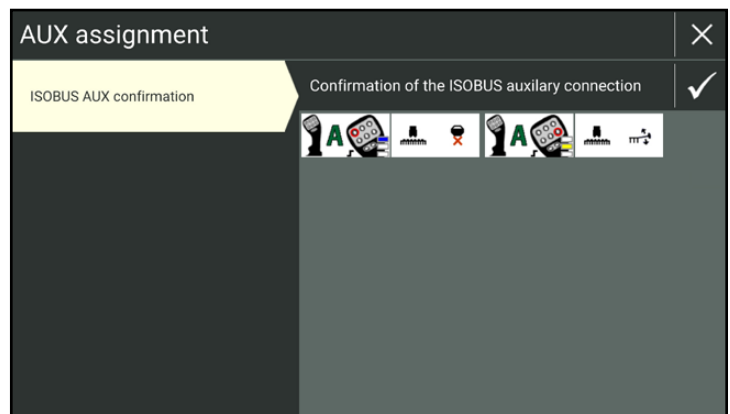 AUX assignment
ISOBUS AUX confirmation
Confirmation of the ISOBUS auxilary connection
A
A